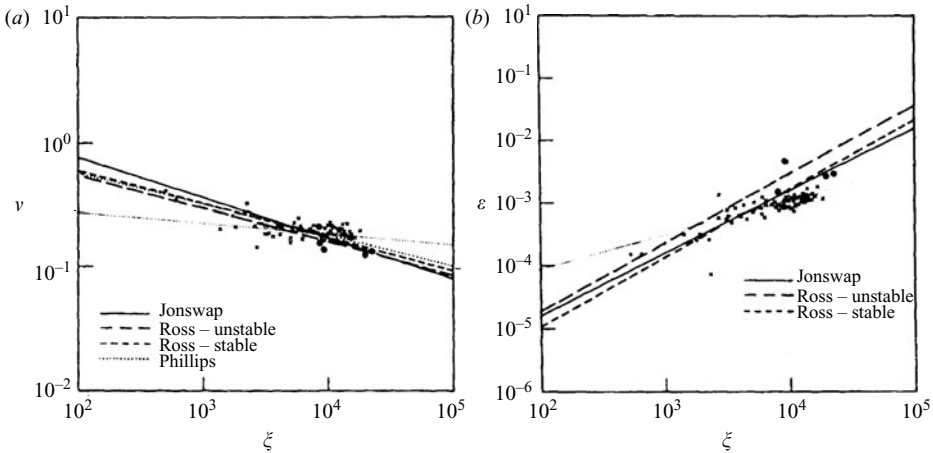 (a)
10^1
10^0
10^-1
10^-2
ν
Jonswap
Ross – unstable
Ross – stable
Phillips
10^2 10^3 10^4 10^5
ξ
(b)
10^1
10^-1
10^-2
10^-3
10^-4
10^-5
10^-6
ε
Jonswap
Ross – unstable
Ross – stable
10^2 10^3 10^4 10^5
ξ